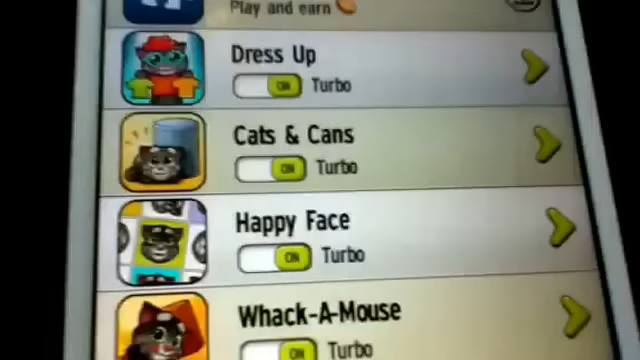 Play and earn
Dress Up
ON Turbo
Cats & Cans
ON Turbo
Happy Face
ON Turbo
Whack-A-Mouse
ON Turbo